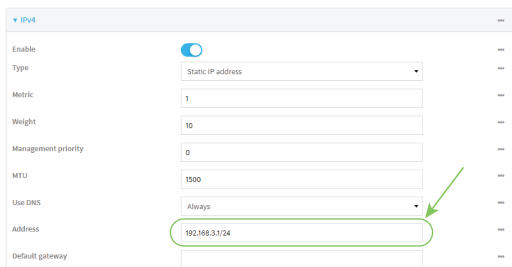 ▼ IPv4
Enable
Type Static IP address
Metric 1
Weight 10
Management priority 0
MTU 1500
Use DNS Always
Address 192.168.3.1/24
Default gateway